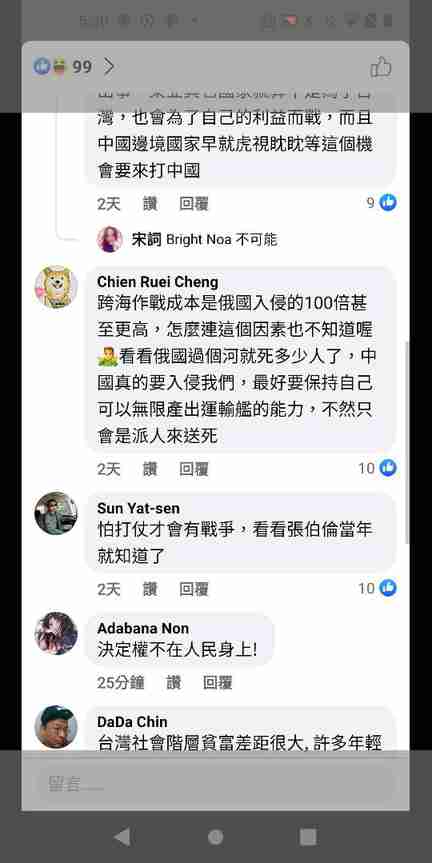 99
灣，也會為了自己的利益而戰，而且
中國邊境國家早就虎視眈眈等這個機
會要來打中國
2天 讚 回覆 9
宋詞 Bright Noa 不可能
Chien Ruei Cheng
跨海作戰成本是俄國入侵的100倍甚
至更高，怎麼連這個因素也不知道喔
看看俄國過個河就死多少人了，中
國真的要入侵我們，最好要保持自己
可以無限產出運輸艦的能力，不然只
會是派人來送死
2天 讚 回覆 10
Sun Yat-sen
怕打仗才會有戰爭，看看張伯倫當年
就知道了
2天 讚 回覆 10
Adabana Non
決定權不在人民身上!
25分鐘 讚 回覆
DaDa Chin
台灣社會階層貧富差距很大, 許多年輕
留言......